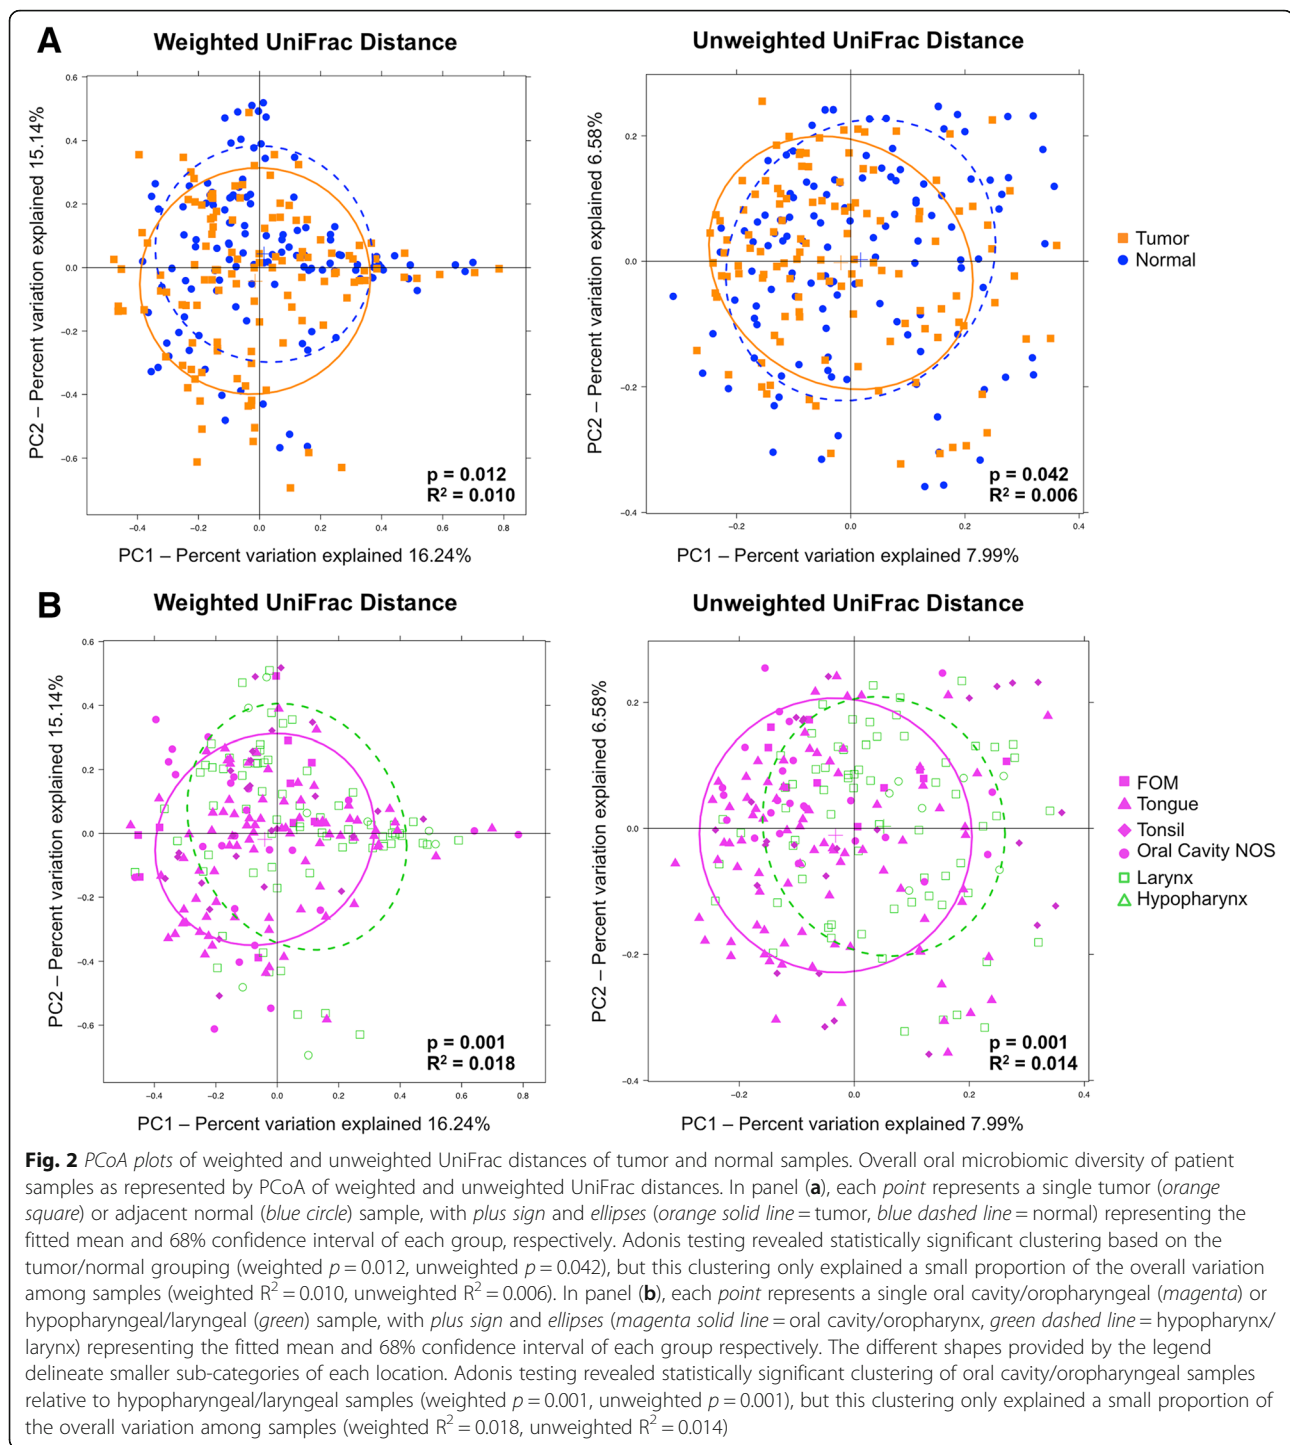 A
Weighted UniFrac Distance
Unweighted UniFrac Distance
PC2 – Percent variation explained 15.14%
0.6
0.4
0.2
0.0
−0.2
−0.4
−0.6
−0.4
−0.2
0.0
0.2
0.4
0.6
0.8
p = 0.012
R² = 0.010
PC1 – Percent variation explained 16.24%
PC2 – Percent variation explained 6.58%
0.2
0.0
−0.2
−0.4
−0.2
0.0
0.2
0.4
p = 0.042
R² = 0.006
PC1 – Percent variation explained 7.99%
Tumor
Normal
B
Weighted UniFrac Distance
Unweighted UniFrac Distance
PC2 – Percent variation explained 15.14%
0.6
0.4
0.2
0.0
−0.2
−0.4
−0.6
−0.4
−0.2
0.0
0.2
0.4
0.6
0.8
p = 0.001
R² = 0.018
PC1 – Percent variation explained 16.24%
PC2 – Percent variation explained 6.58%
0.2
0.0
−0.2
−0.4
−0.2
0.0
0.2
0.4
p = 0.001
R² = 0.014
PC1 – Percent variation explained 7.99%
FOM
Tongue
Tonsil
Oral Cavity NOS
Larynx
Hypopharynx
Fig. 2 PCoA plots of weighted and unweighted UniFrac distances of tumor and normal samples. Overall oral microbiomic diversity of patient
samples as represented by PCoA of weighted and unweighted UniFrac distances. In panel (a), each point represents a single tumor (orange
square) or adjacent normal (blue circle) sample, with plus sign and ellipses (orange solid line = tumor, blue dashed line = normal) representing the
fitted mean and 68% confidence interval of each group, respectively. Adonis testing revealed statistically significant clustering based on the
tumor/normal grouping (weighted p = 0.012, unweighted p = 0.042), but this clustering only explained a small proportion of the overall variation
among samples (weighted R² = 0.010, unweighted R² = 0.006). In panel (b), each point represents a single oral cavity/oropharyngeal (magenta) or
hypopharyngeal/laryngeal (green) sample, with plus sign and ellipses (magenta solid line = oral cavity/oropharynx, green dashed line = hypopharynx/
larynx) representing the fitted mean and 68% confidence interval of each group respectively. The different shapes provided by the legend
delineate smaller sub-categories of each location. Adonis testing revealed statistically significant clustering of oral cavity/oropharyngeal samples
relative to hypopharyngeal/laryngeal samples (weighted p = 0.001, unweighted p = 0.001), but this clustering only explained a small proportion of
the overall variation among samples (weighted R² = 0.018, unweighted R² = 0.014)